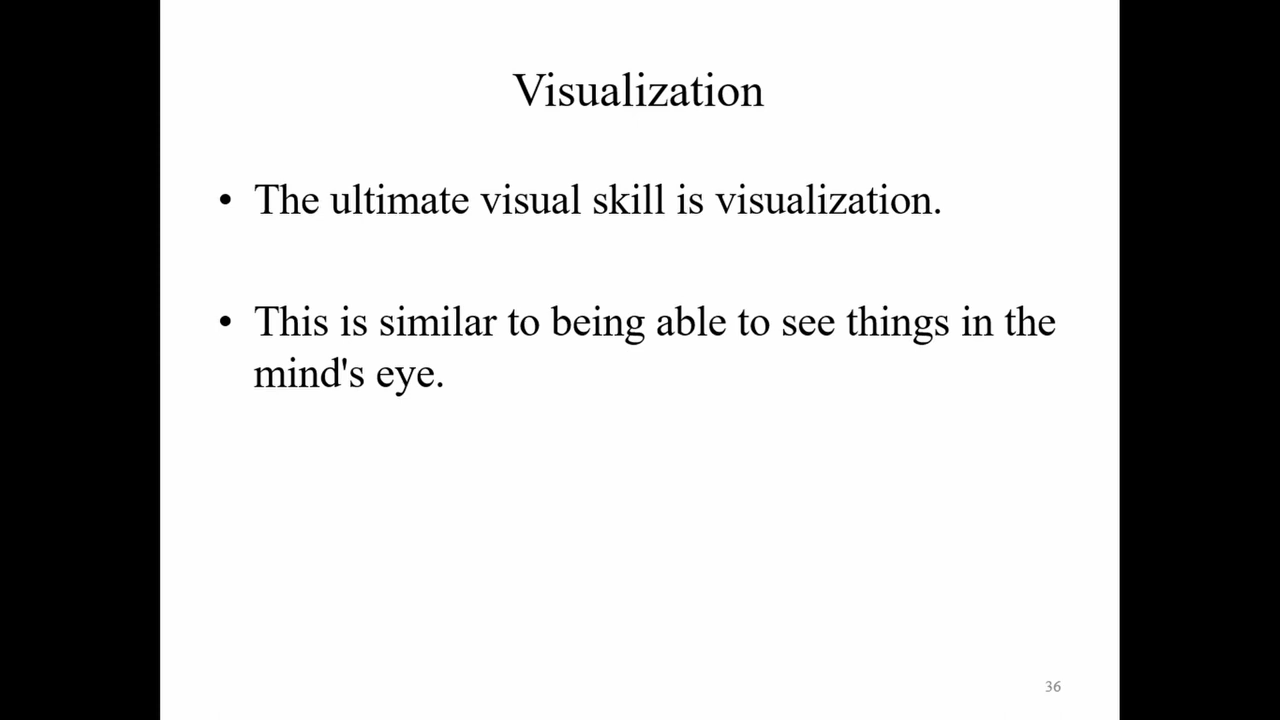 Visualization
• The ultimate visual skill is visualization.
• This is similar to being able to see things in the
mind's eye.
36